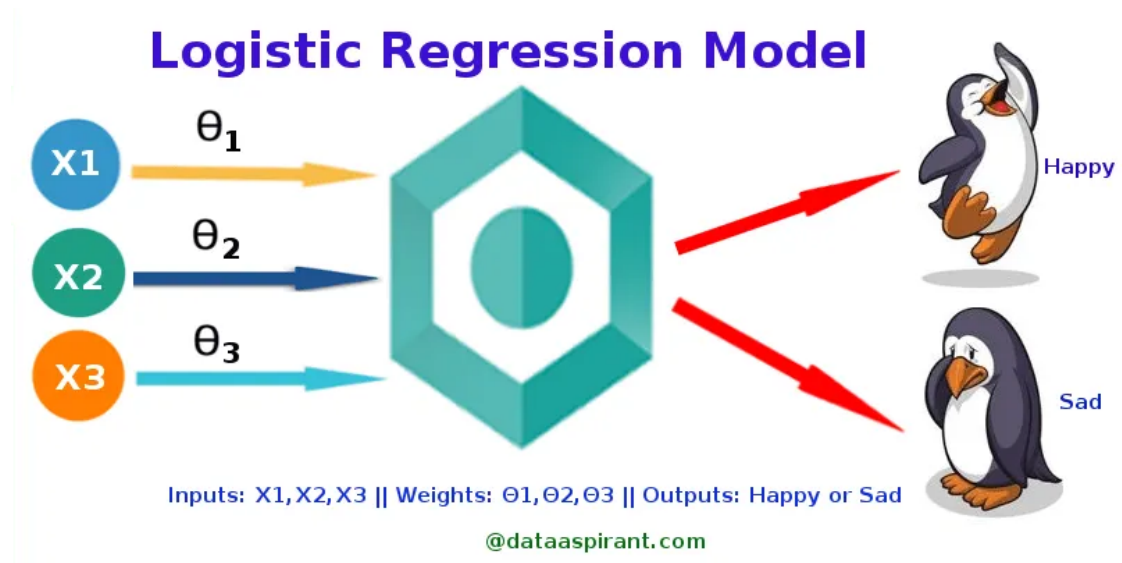 Logistic Regression Model
X1
Θ1
X2
Θ2
X3
Θ3
Happy
Sad
Inputs: X1,X2,X3 || Weights: Θ1,Θ2,Θ3 || Outputs: Happy or Sad
@dataaspirant.com